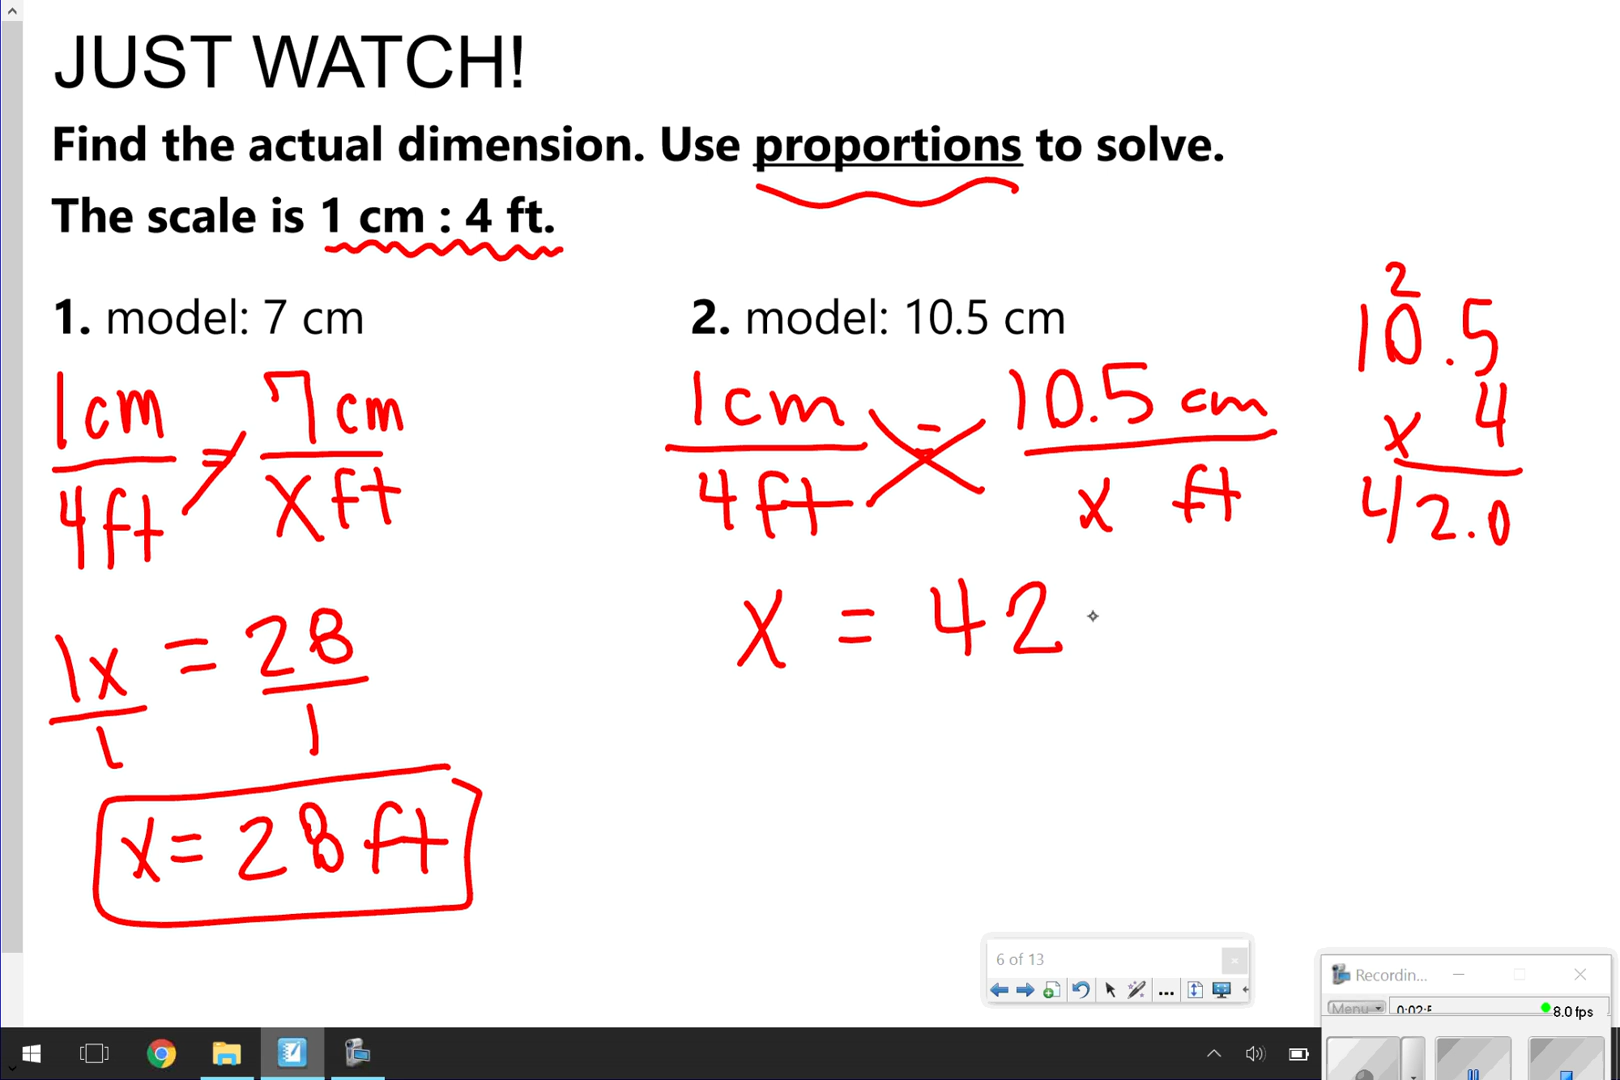 JUST WATCH!
Find the actual dimension. Use proportions to solve.
The scale is 1 cm : 4 ft.
1. model: 7 cm
1cm = 7cm
4ft xft
1x = 28
1 1
x = 28 ft
2. model: 10.5 cm
1cm = 10.5 cm
4ft x ft
x = 42
2
10.5
x 4
42.0
6 of 13
Recordin...
Menu
8.0 fps